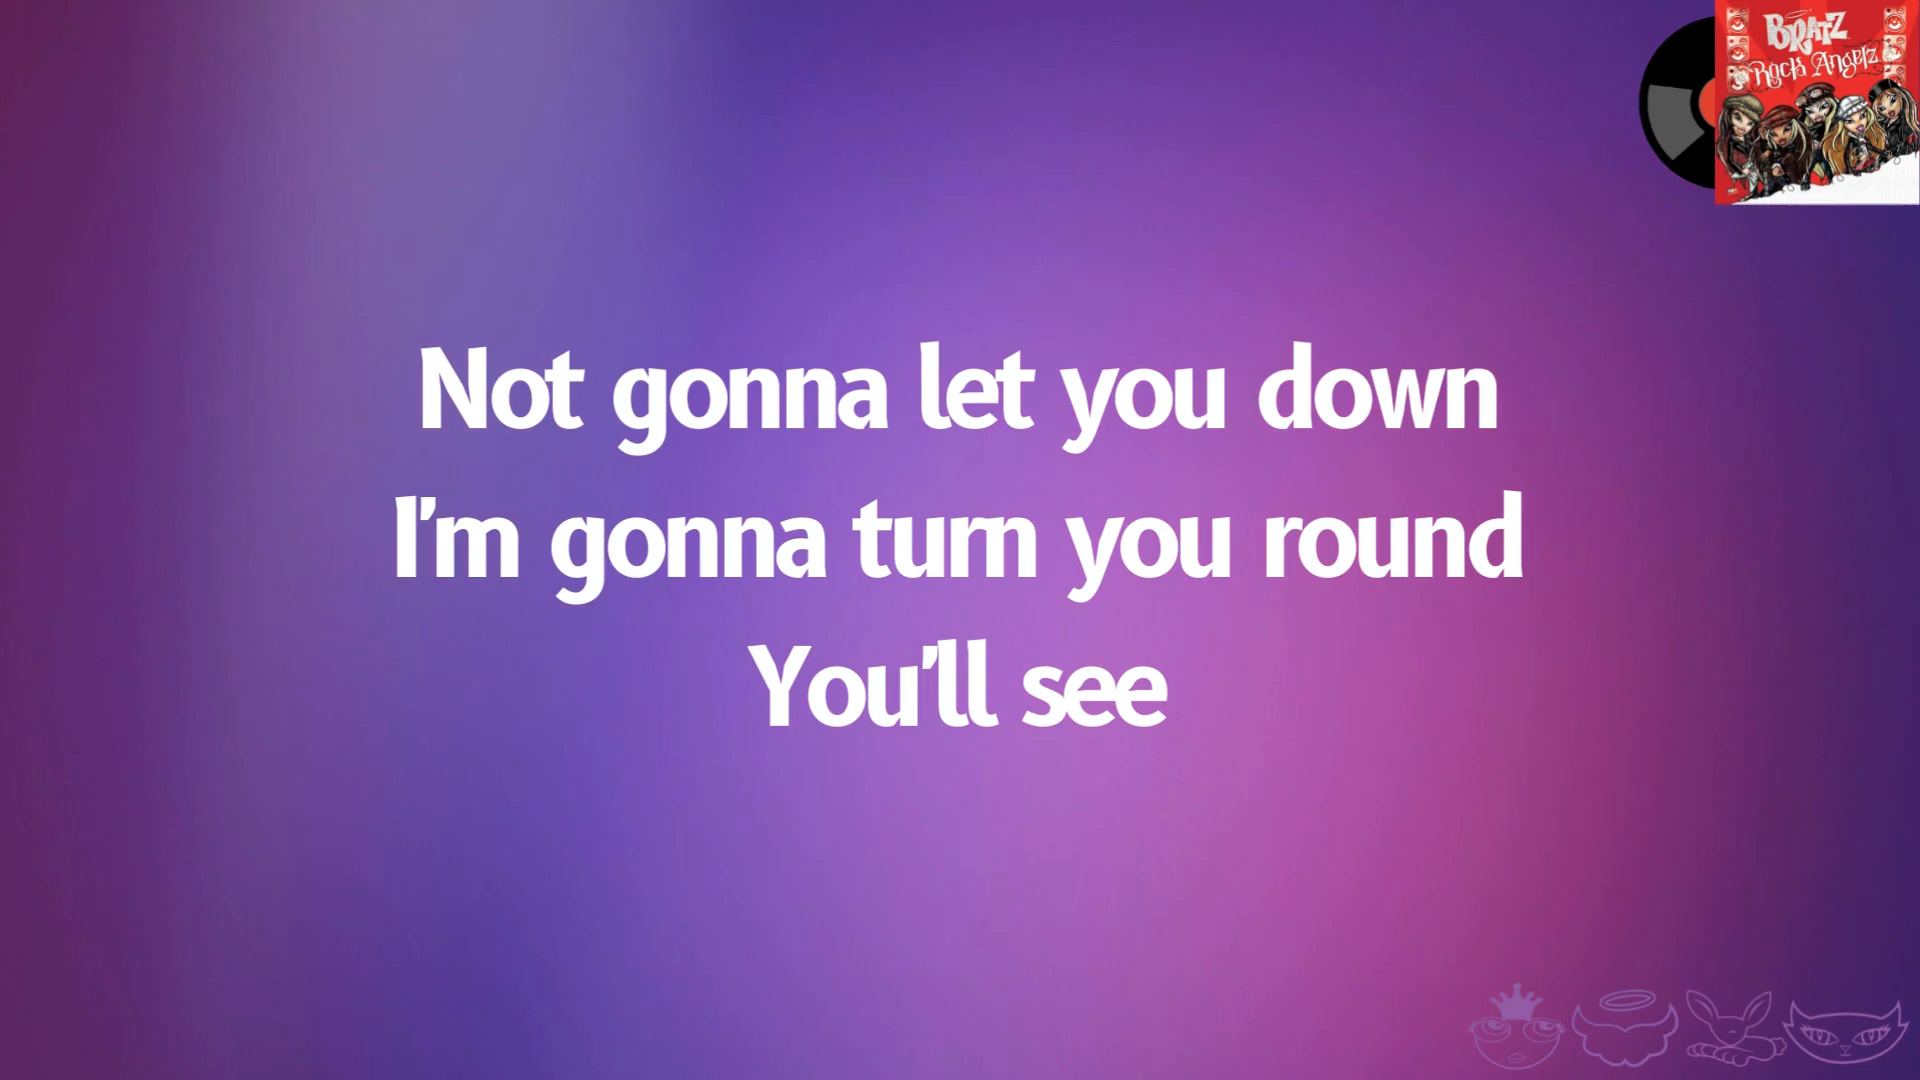 BRATZ
Rock Angelz
Not gonna let you down
I'm gonna turn you round
You'll see